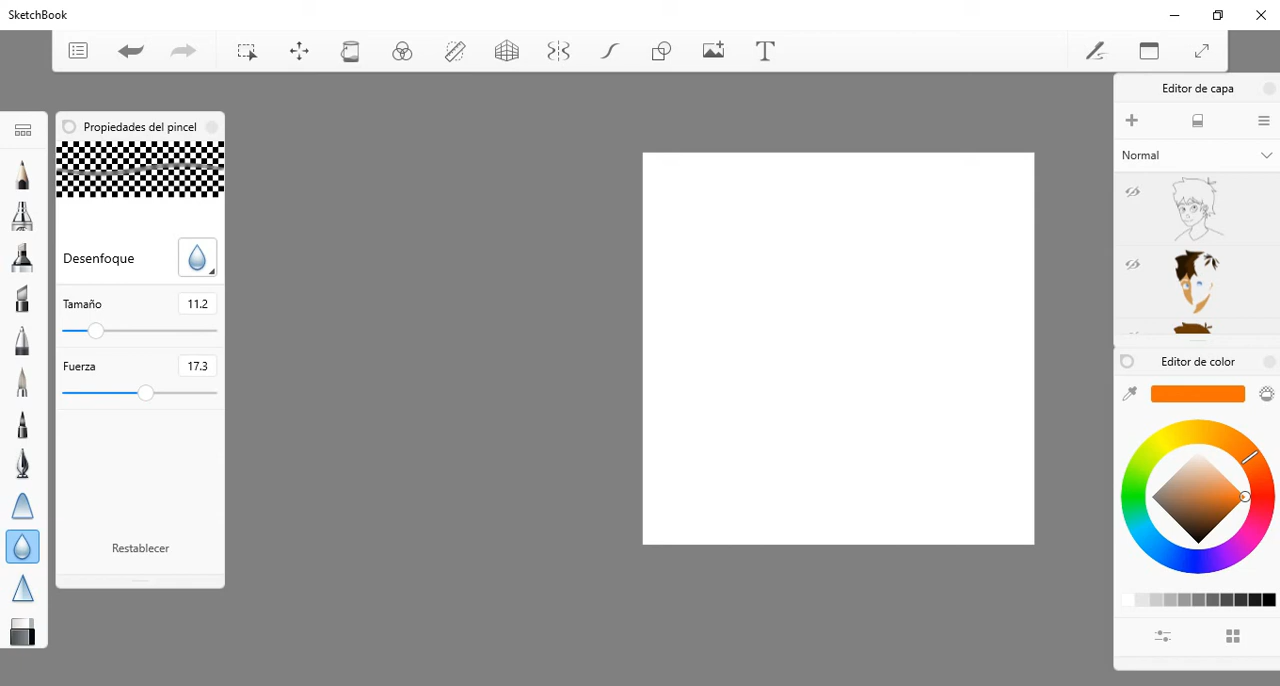 SketchBook
T
Propiedades del pincel
Desenfoque
Tamaño 11.2
Fuerza 17.3
Restablecer
Editor de capa
Normal
Editor de color